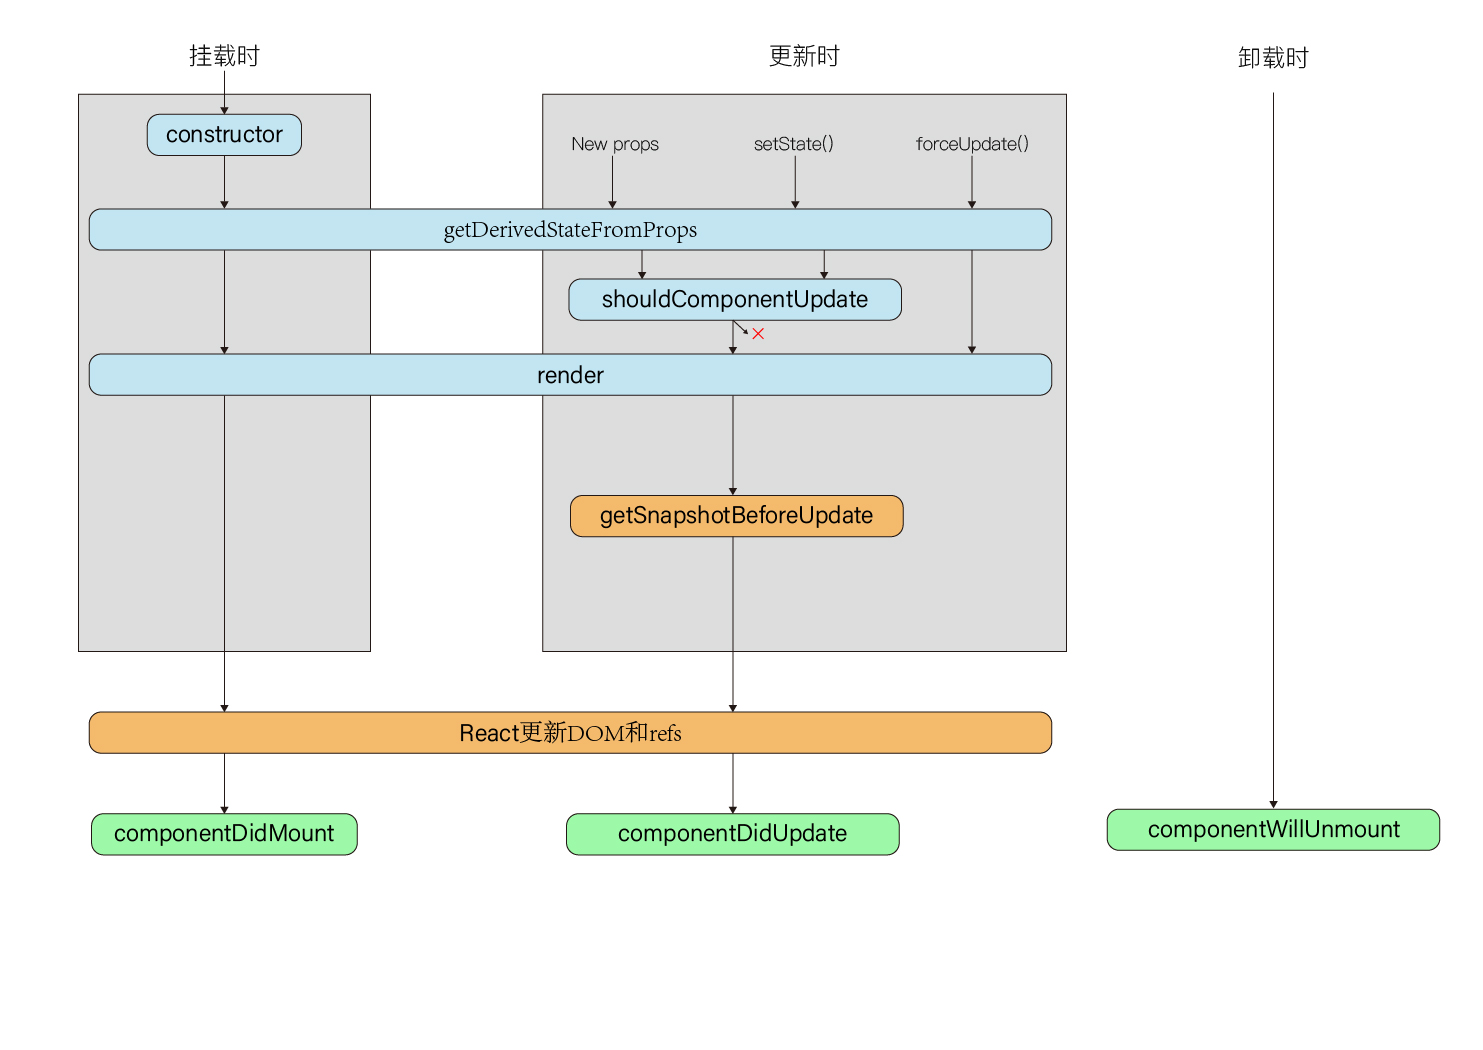 挂载时
更新时
卸载时
constructor
New props
setState()
forceUpdate()
getDerivedStateFromProps
shouldComponentUpdate
render
getSnapshotBeforeUpdate
React更新DOM和refs
componentDidMount
componentDidUpdate
componentWillUnmount